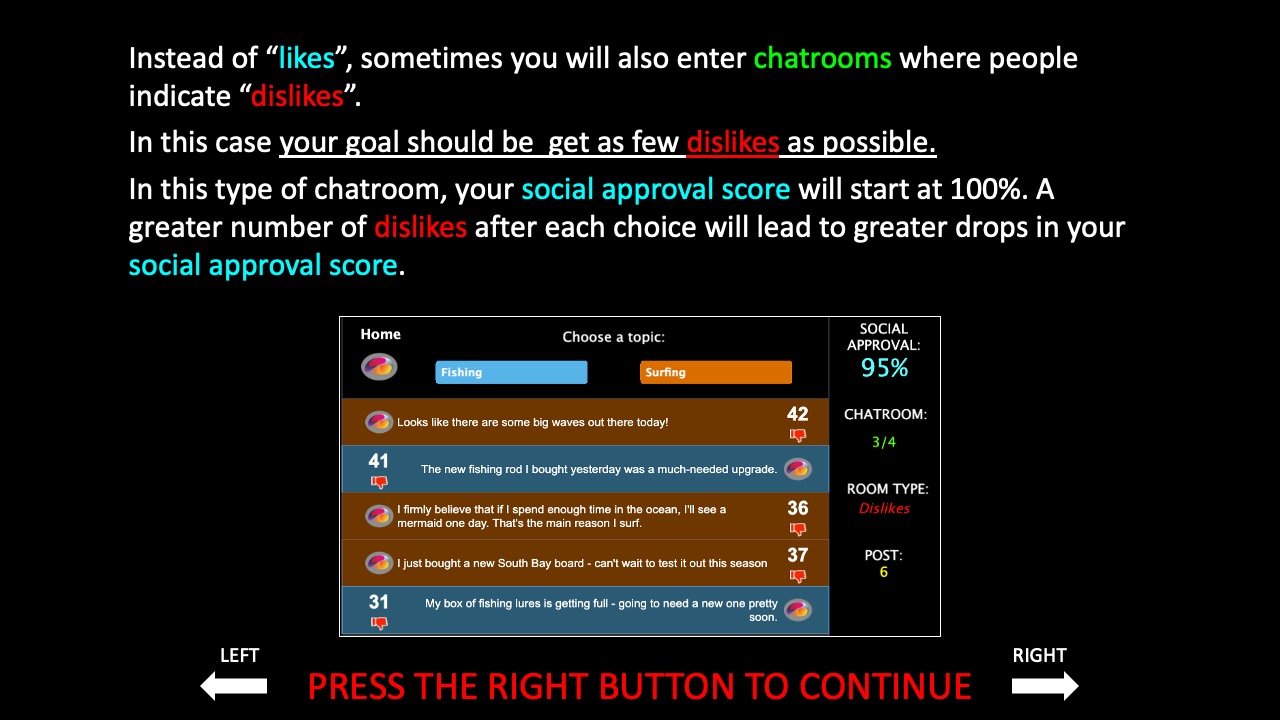 Instead of “likes”, sometimes you will also enter chatrooms where people
indicate “dislikes”.
In this case your goal should be  get as few dislikes as possible.
In this type of chatroom, your social approval score will start at 100%. A
greater number of dislikes after each choice will lead to greater drops in your
social approval score.
Home
Choose a topic:
Fishing
Surfing
SOCIAL
APPROVAL:
95%
Looks like there are some big waves out there today!
42
41
The new fishing rod I bought yesterday was a much-needed upgrade.
I firmly believe that if I spend enough time in the ocean, I'll see a
mermaid one day. That's the main reason I surf.
36
I just bought a new South Bay board - can't wait to test it out this season
37
31
My box of fishing lures is getting full - going to need a new one pretty
soon.
CHATROOM:
3/4
ROOM TYPE:
Dislikes
POST:
6
LEFT
PRESS THE RIGHT BUTTON TO CONTINUE
RIGHT